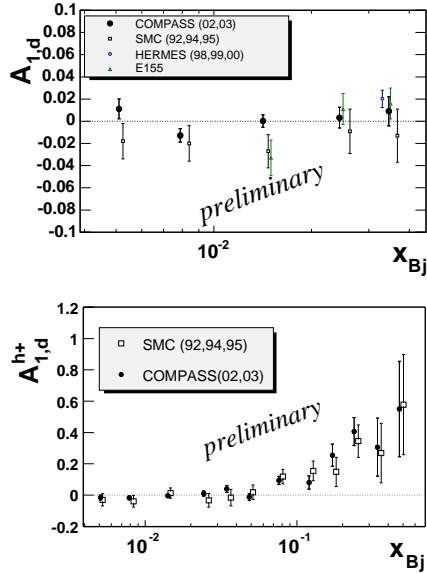 A1,d
0.1
0.08
0.06
0.04
0.02
0
-0.02
-0.04
-0.06
-0.08
-0.1
COMPASS (02,03)
SMC (92,94,95)
HERMES (98,99,00)
E155
preliminary
10-2
xBj
Ah+1,d
1.2
1
0.8
0.6
0.4
0.2
0
-0.2
SMC (92,94,95)
COMPASS(02,03)
preliminary
10-2
10-1
xBj